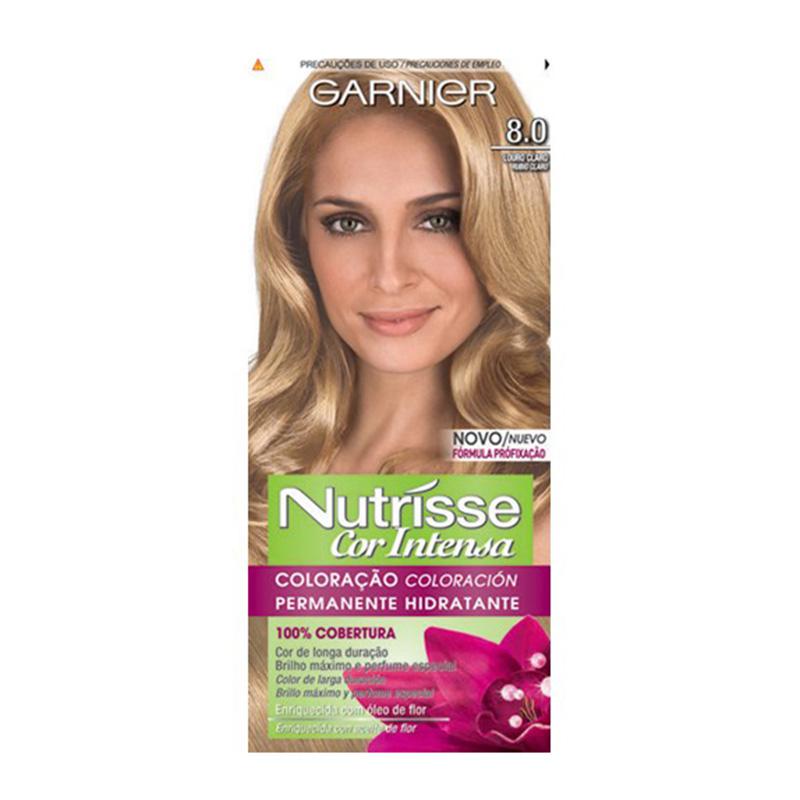 PRECAUÇÕES DE USO / PRECAUCIONES DE EMPLEO
GARNIER
8.0
LOURO CLARO
RUBIO CLARO
NOVO/NUEVO
FÓRMULA PRÓFIXAÇÃO
Nutrisse
Cor Intensa
COLORAÇÃO COLORACIÓN
PERMANENTE HIDRATANTE
100% COBERTURA
Cor de longa duração
Brilho máximo e perfume especial
Color de larga duración
Brillo máximo y perfume especial
Enriquecida com óleo de flor
Enriquecida con aceite de flor